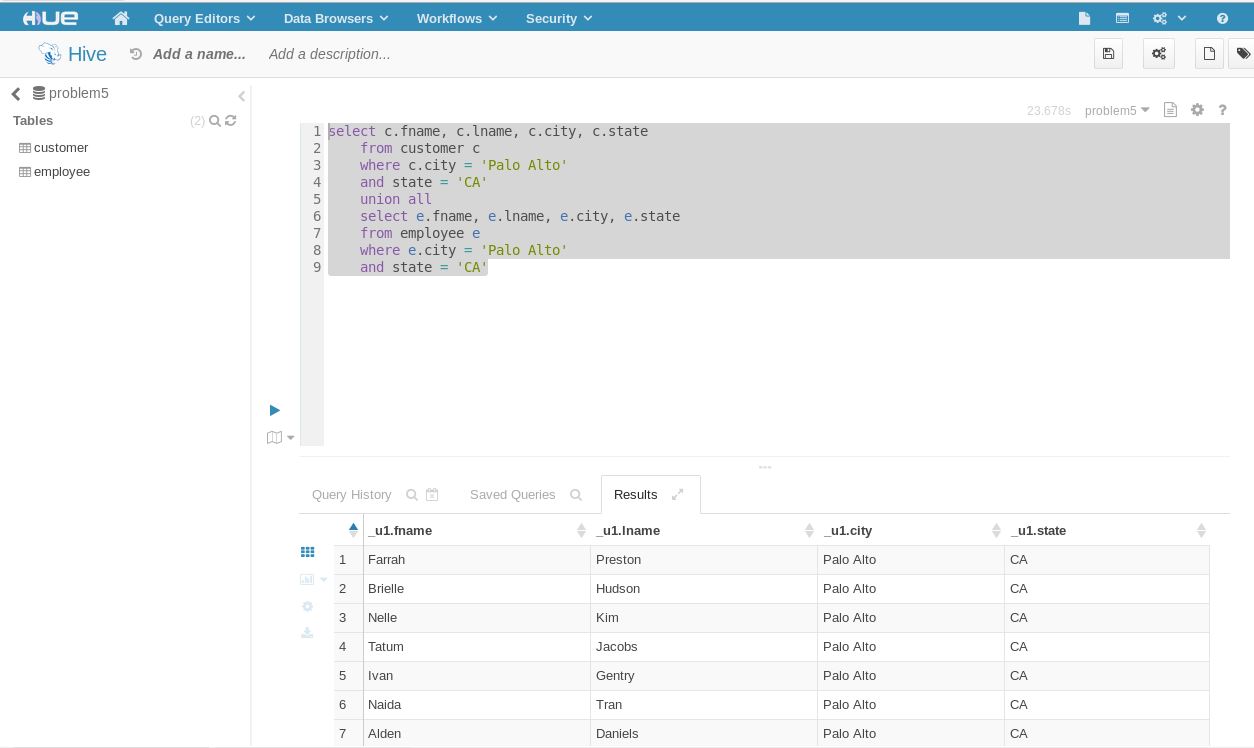 HUE Query Editors Data Browsers Workflows Security ?
Hive Add a name... Add a description...
problem5
Tables (2)
customer
employee
23.678s problem5 ?
1 select c.fname, c.lname, c.city, c.state
2 from customer c
3 where c.city = 'Palo Alto'
4 and state = 'CA'
5 union all
6 select e.fname, e.lname, e.city, e.state
7 from employee e
8 where e.city = 'Palo Alto'
9 and state = 'CA'
Query History Saved Queries Results
_u1.fname _u1.lname _u1.city _u1.state
1 Farrah Preston Palo Alto CA
2 Brielle Hudson Palo Alto CA
3 Nelle Kim Palo Alto CA
4 Tatum Jacobs Palo Alto CA
5 Ivan Gentry Palo Alto CA
6 Naida Tran Palo Alto CA
7 Alden Daniels Palo Alto CA